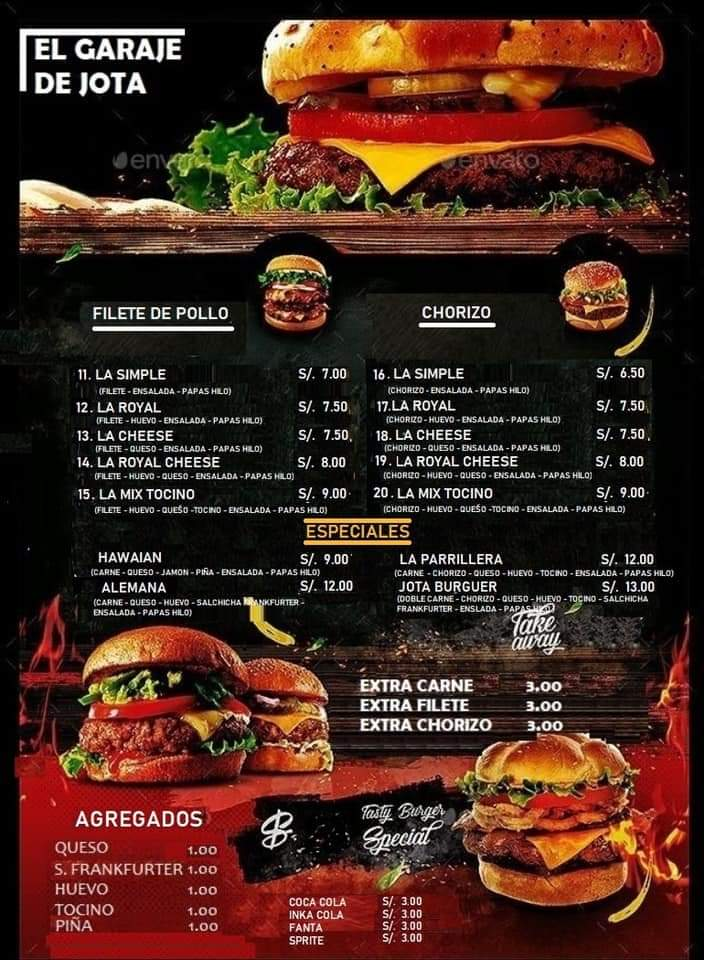 EL GARAJE
DE JOTA
envato
envato
FILETE DE POLLO
11. LA SIMPLE S/. 7.00
(FILETE - ENSALADA - PAPAS HILO)
12. LA ROYAL S/. 7.50
(FILETE - HUEVO - ENSALADA - PAPAS HILO)
13. LA CHEESE S/. 7.50
(FILETE - QUESO - ENSALADA - PAPAS HILO)
14. LA ROYAL CHEESE S/. 8.00
(FILETE - HUEVO - QUESO - ENSALADA - PAPAS HILO)
15. LA MIX TOCINO S/. 9.00
(FILETE - HUEVO - QUESO -TOCINO - ENSALADA - PAPAS HILO)
CHORIZO
16. LA SIMPLE S/. 6.50
(CHORIZO - ENSALADA - PAPAS HILO)
17. LA ROYAL S/. 7.50
(CHORIZO - HUEVO - ENSALADA - PAPAS HILO)
18. LA CHEESE S/. 7.50
(CHORIZO - QUESO - ENSALADA - PAPAS HILO)
19. LA ROYAL CHEESE S/. 8.00
(CHORIZO - HUEVO - QUESO - ENSALADA - PAPAS HILO)
20. LA MIX TOCINO S/. 9.00
(CHORIZO - HUEVO - QUESO -TOCINO - ENSALADA - PAPAS HILO)
ESPECIALES
HAWAIAN S/. 9.00
(CARNE - QUESO - JAMON - PIÑA - ENSALADA - PAPAS HILO)
ALEMANA S/. 12.00
(CARNE - QUESO - HUEVO - SALCHICHA FRANKFURTER -
ENSALADA - PAPAS HILO)
LA PARRILLERA S/. 12.00
(CARNE - CHORIZO - QUESO - HUEVO - TOCINO - ENSALADA - PAPAS HILO)
JOTA BURGUER S/. 13.00
(DOBLE CARNE - CHORIZO - QUESO - HUEVO - TOCINO - SALCHICHA
FRANKFURTER - ENSLADA - PAPAS HILO)
Take
away
EXTRA CARNE 3.00
EXTRA FILETE 3.00
EXTRA CHORIZO 3.00
AGREGADOS
QUESO 1.00
S. FRANKFURTER 1.00
HUEVO 1.00
TOCINO 1.00
PIÑA 1.00
B
Tasty Burger
Special
COCA COLA S/. 3.00
INKA COLA S/. 3.00
FANTA S/. 3.00
SPRITE S/. 3.00